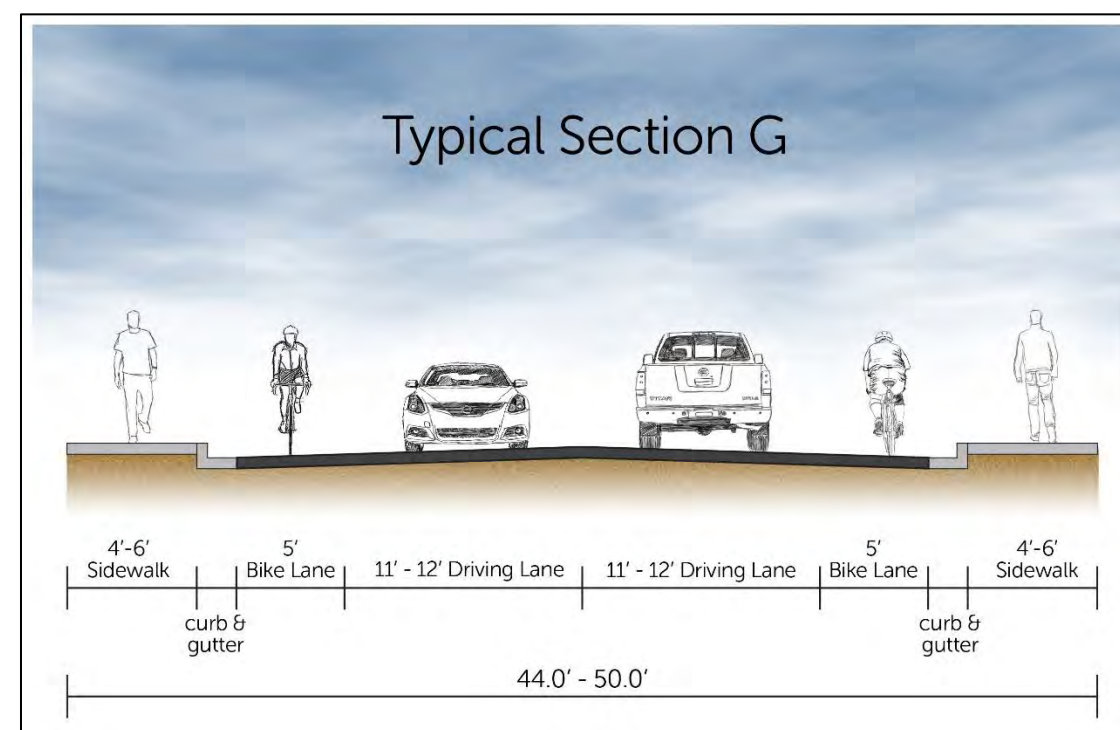 Typical Section G
4'-6'
Sidewalk
5'
Bike Lane
11' - 12' Driving Lane
11' - 12' Driving Lane
5'
Bike Lane
4'-6'
Sidewalk
curb &
gutter
curb &
gutter
44.0' - 50.0'